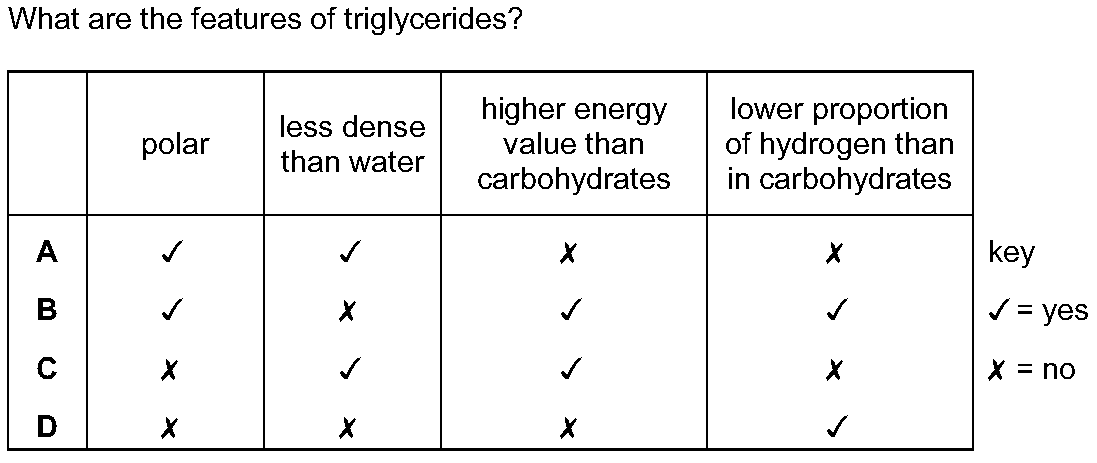 What are the features of triglycerides?
polar
less dense
than water
higher energy
value than
carbohydrates
lower proportion
of hydrogen than
in carbohydrates
A ✓ ✓ ✗ ✗
B ✓ ✗ ✓ ✓
C ✗ ✓ ✓ ✗
D ✗ ✗ ✗ ✓
key
✓ = yes
✗ = no